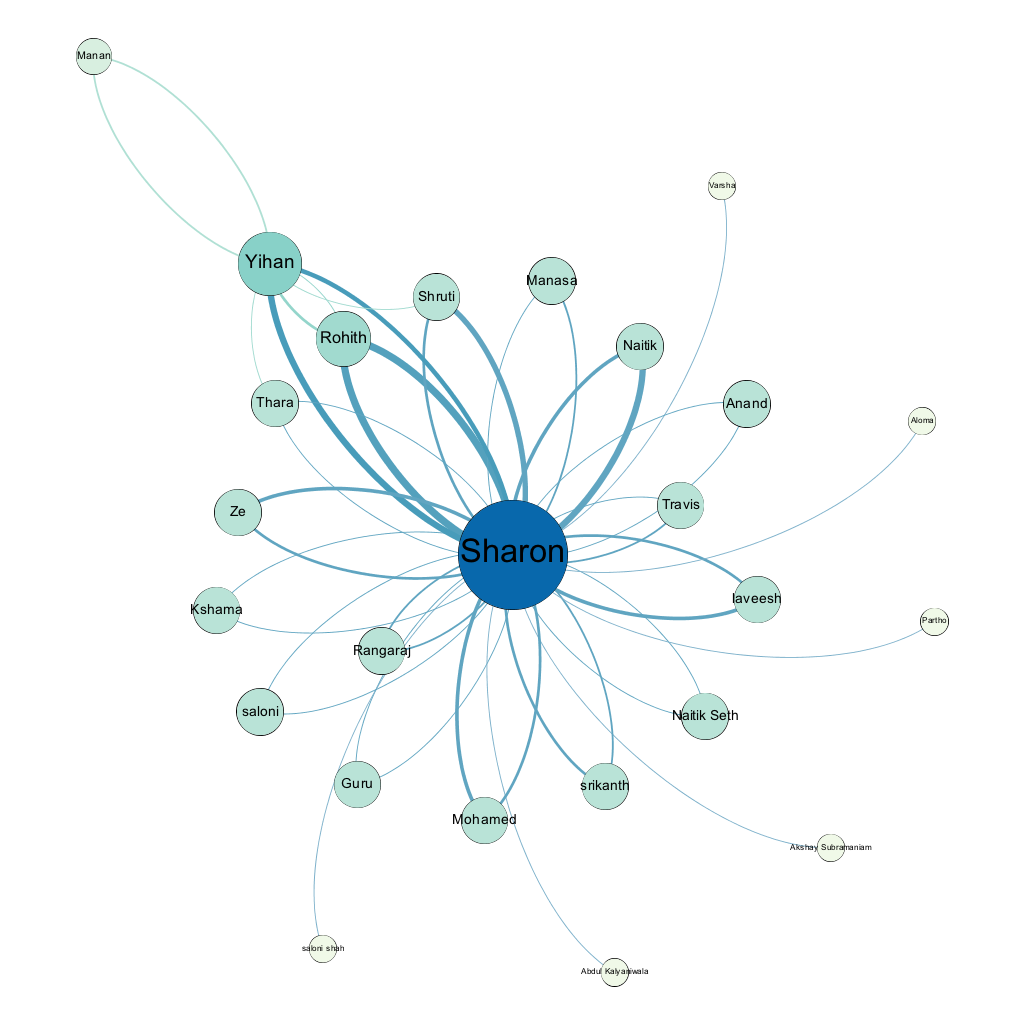 Manan
Varsha
Yihan
Manasa
Shruti
Rohith
Naitik
Thara
Anand
Aloma
Ze
Travis
Sharon
laveesh
Kshama
Partho
Rangaraj
saloni
Naitik Seth
Guru
srikanth
Mohamed
Akshay Subramaniam
saloni shah
Abdul Kalyaniwala